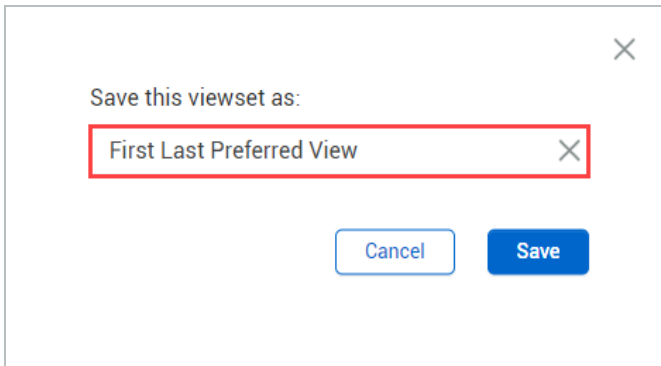 Save this viewset as:
First Last Preferred View
Cancel
Save